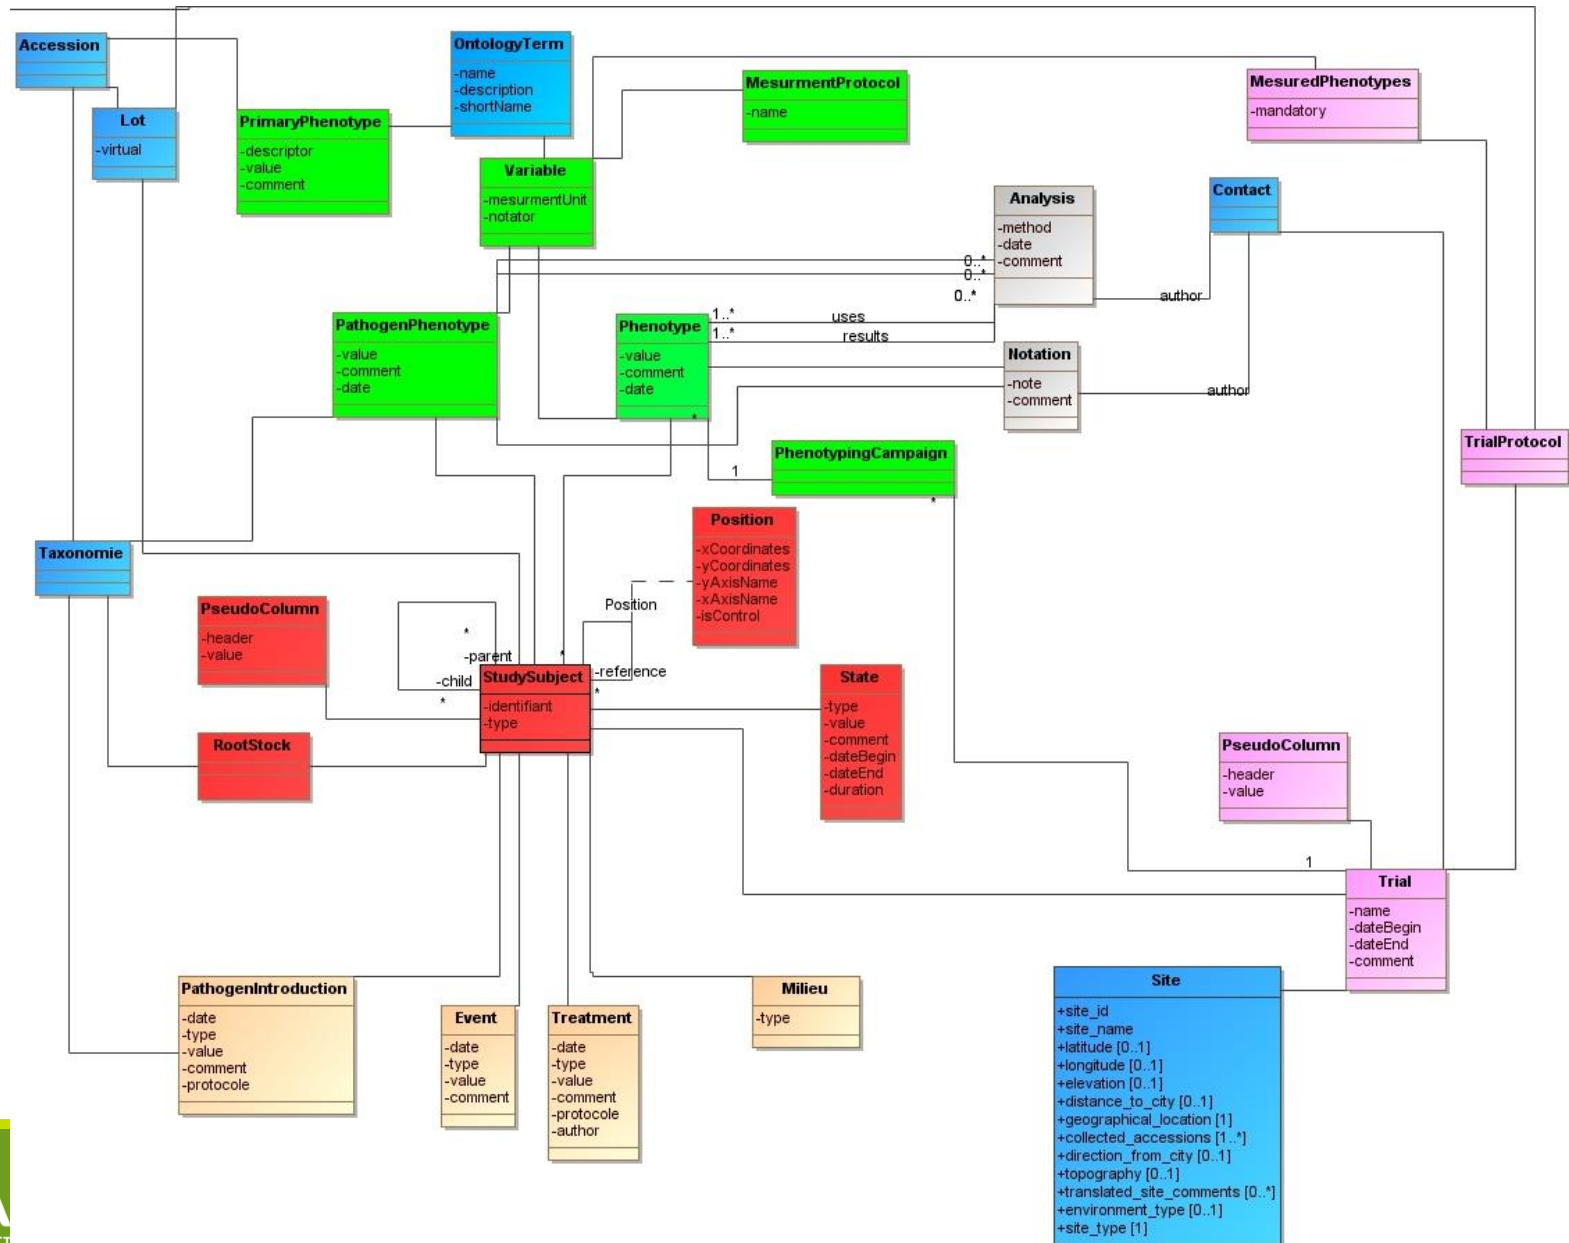 Accession
OntologyTerm
-name
-description
-shortName
MesurmentProtocol
-name
MesuredPhenotypes
-mandatory
Lot
-virtual
PrimaryPhenotype
-descriptor
-value
-comment
Variable
-mesurmentUnit
-notator
Analysis
-method
-date
-comment
Contact
0..*
0..*
0..*
author
PathogenPhenotype
-value
-comment
-date
Phenotype
-value
-comment
-date
*
1..*
uses
1..*
results
Notation
-note
-comment
author
TrialProtocol
PhenotypingCampaign
1
*
Position
-xCoordinates
-yCoordinates
-yAxisName
-xAxisName
-isControl
Taxonomie
PseudoColumn
-header
-value
Position
*
-parent
*
-child
*
StudySubject
-identifiant
-type
-reference
*
State
-type
-value
-comment
-dateBegin
-dateEnd
-duration
RootStock
PseudoColumn
-header
-value
1
Trial
-name
-dateBegin
-dateEnd
-comment
PathogenIntroduction
-date
-type
-value
-comment
-protocole
Event
-date
-type
-value
-comment
Treatment
-date
-type
-value
-comment
-protocole
-author
Milieu
-type
Site
+site_id
+site_name
+latitude [0..1]
+longitude [0..1]
+elevation [0..1]
+distance_to_city [0..1]
+geographical_location [1]
+collected_accessions [1..*]
+direction_from_city [0..1]
+topography [0..1]
+translated_site_comments [0..*]
+environment_type [0..1]
+site_type [1]